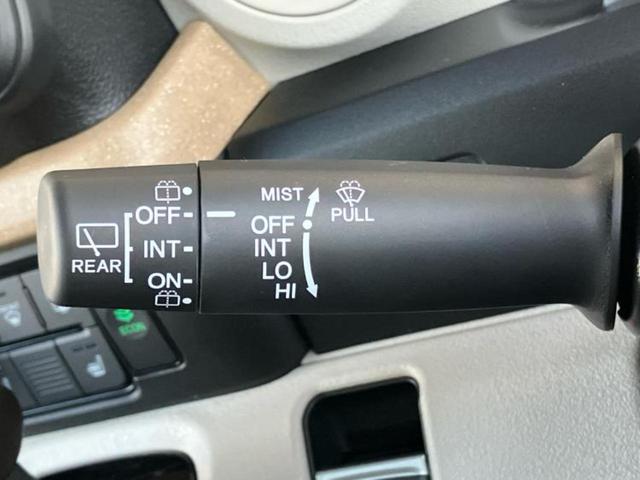 OFF
INT
ON
REAR
MIST
OFF
INT
LO
HI
PULL
ECON